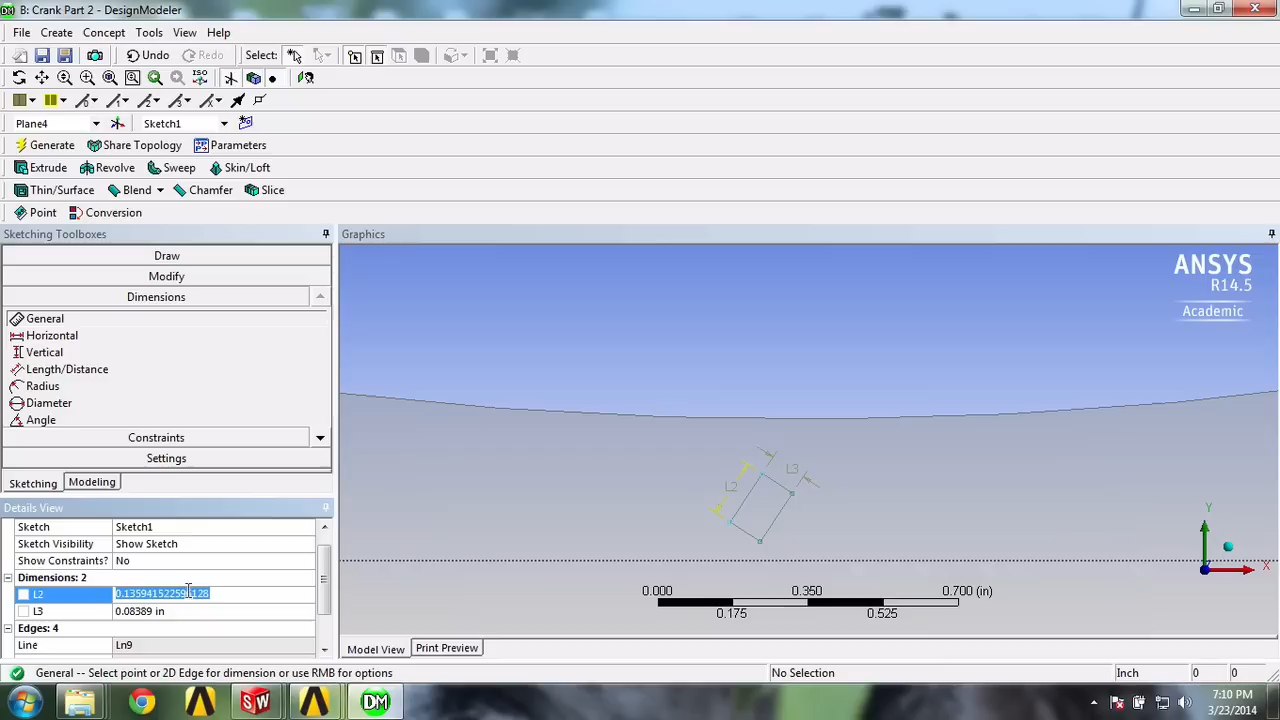 B: Crank Part 2 - DesignModeler
File Create Concept Tools View Help
Undo Redo Select:
ISO
Plane4 Sketch1
Generate Share Topology Parameters
Extrude Revolve Sweep Skin/Loft
Thin/Surface Blend Chamfer Slice
Point Conversion
Sketching Toolboxes
Draw
Modify
Dimensions
General
Horizontal
Vertical
Length/Distance
Radius
Diameter
Angle
Constraints
Settings
Sketching Modeling
Details View
Sketch Sketch1
Sketch Visibility Show Sketch
Show Constraints? No
Dimensions: 2
L2
L3 0.08389 in
Edges: 4
Line Ln9
Graphics
ANSYS
R14.5
Academic
L3
L2
Y
X
0.000 0.350 0.700 (in)
0.175 0.525
Model View Print Preview
General -- Select point or 2D Edge for dimension or use RMB for options No Selection Inch 0 0
SW DM
7:10 PM
3/23/2014